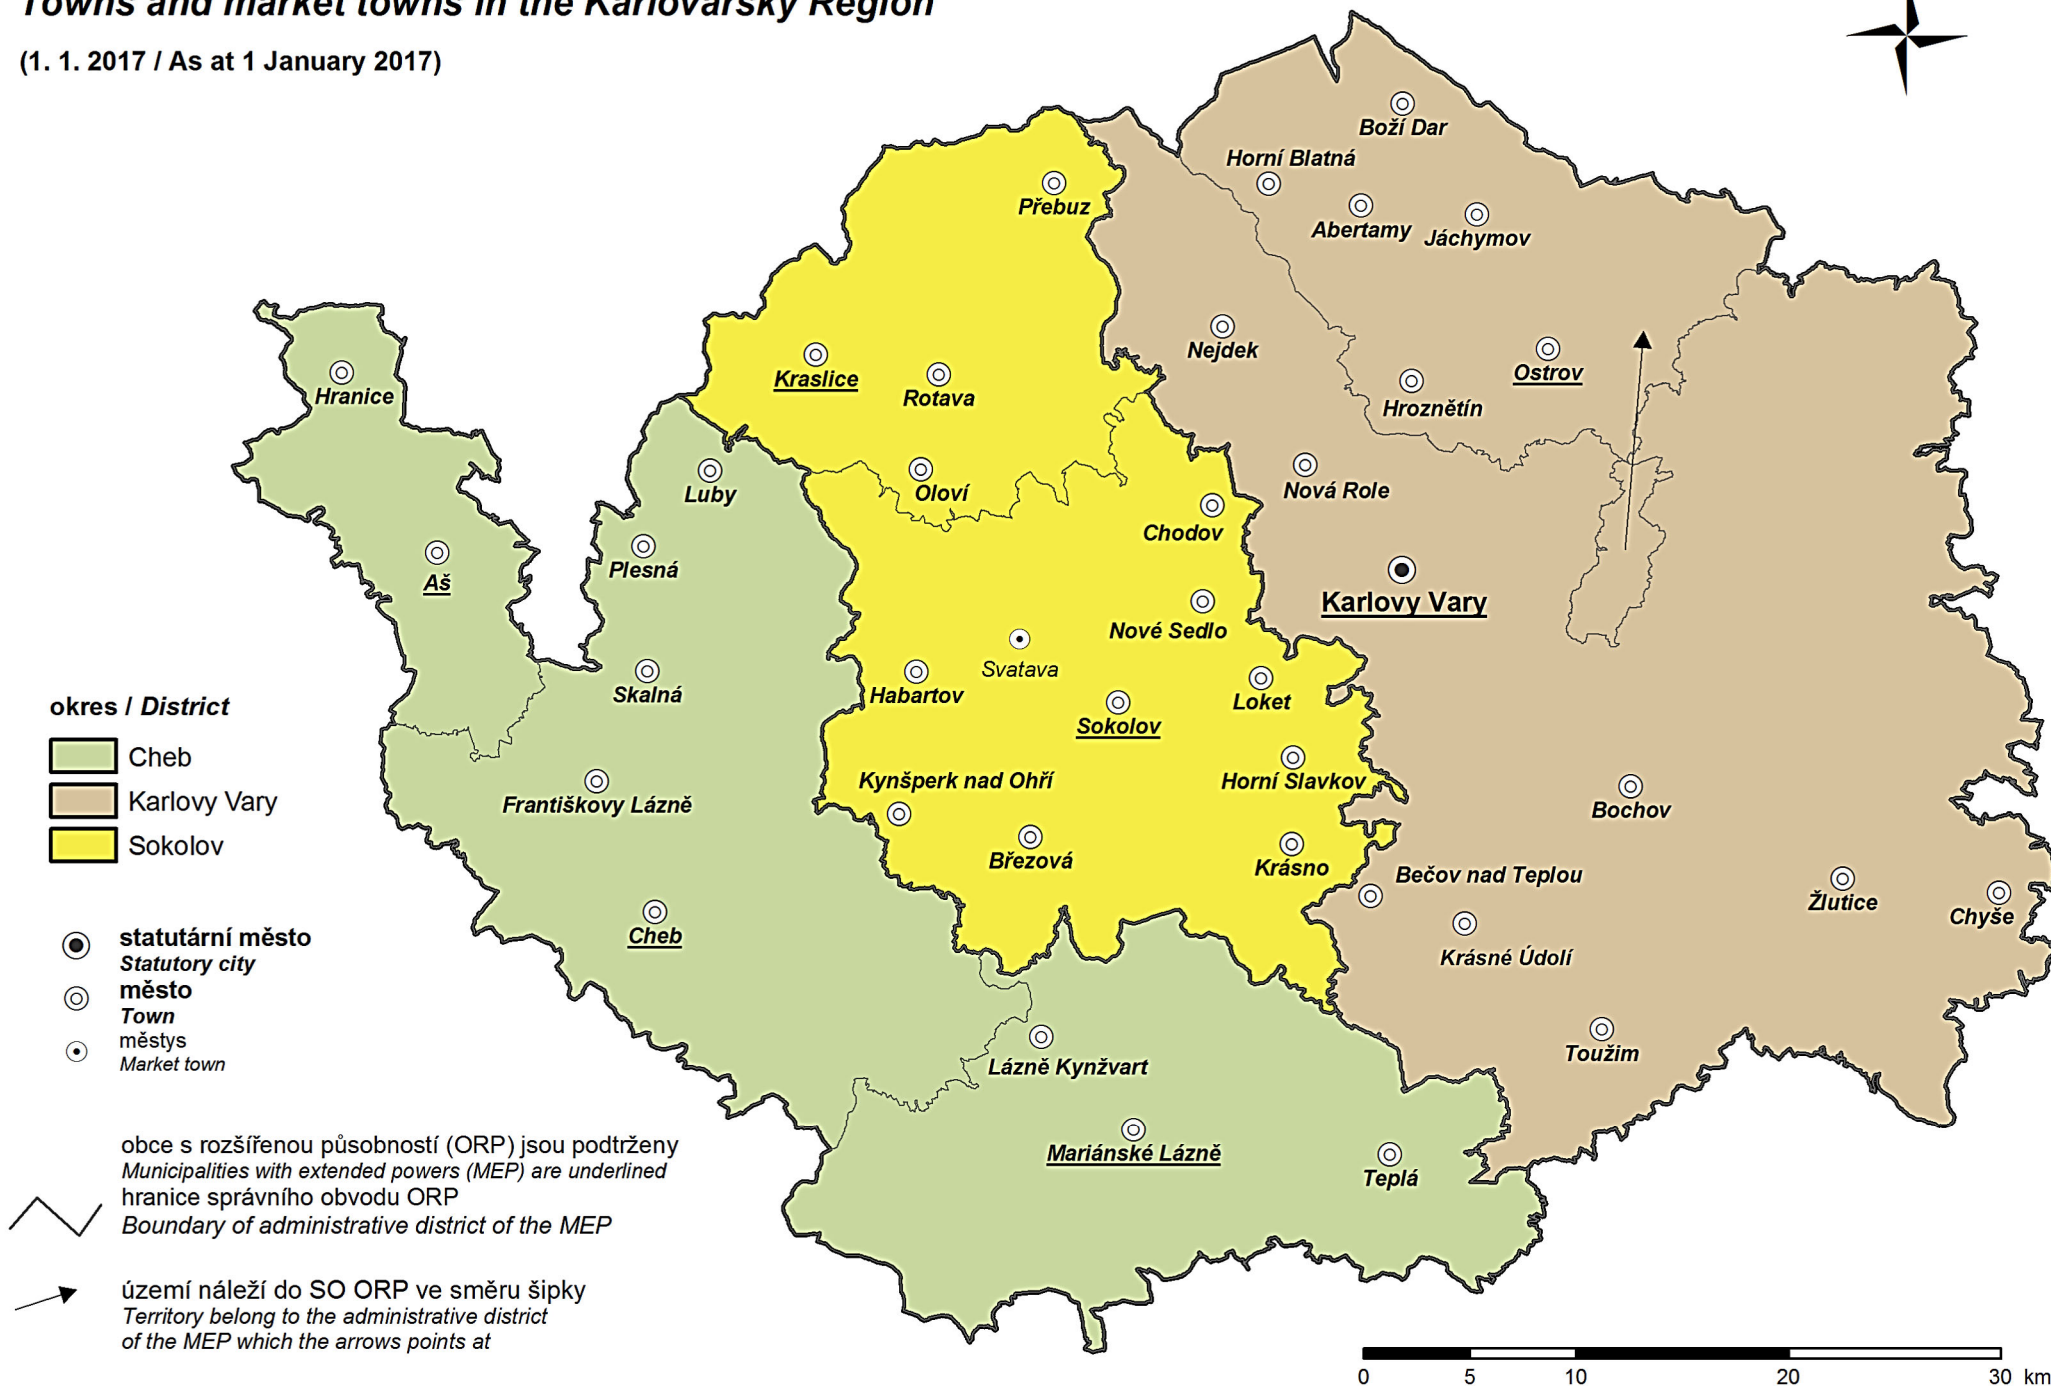 Towns and market towns in the Karlovarský Region
(1. 1. 2017 / As at 1 January 2017)
Boží Dar
Horní Blatná
Přebuz
Abertamy
Jáchymov
Nejdek
Kraslice
Ostrov
Hranice
Rotava
Hroznětín
Luby
Oloví
Nová Role
Chodov
Plesná
Aš
Karlovy Vary
Nové Sedlo
Svatava
Skalná
Habartov
Loket
Sokolov
Kynšperk nad Ohří
Horní Slavkov
Františkovy Lázně
Bochov
Březová
Krásno
Bečov nad Teplou
Žlutice
Chyše
Cheb
Krásné Údolí
Toužim
Lázně Kynžvart
Mariánské Lázně
Teplá
okres / District
Cheb
Karlovy Vary
Sokolov
statutární město
Statutory city
město
Town
městys
Market town
obce s rozšířenou působností (ORP) jsou podtrženy
Municipalities with extended powers (MEP) are underlined
hranice správního obvodu ORP
Boundary of administrative district of the MEP
území náleží do SO ORP ve směru šipky
Territory belong to the administrative district
of the MEP which the arrows points at
0 5 10 20 30 km